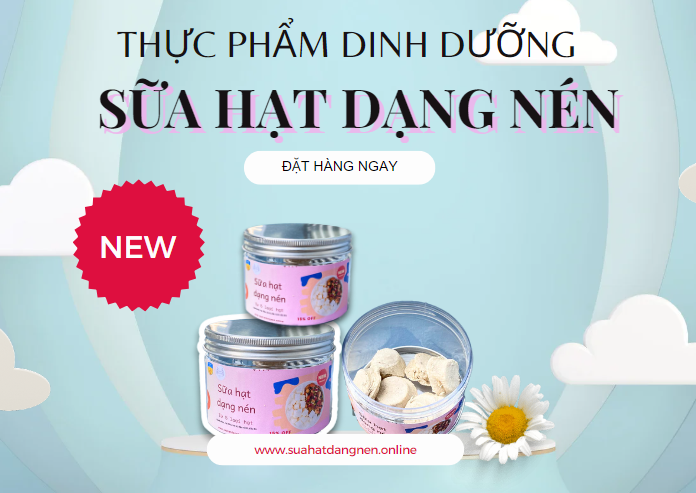 THỰC PHẨM DINH DƯỠNG
SỮA HẠT DẠNG NÉN
ĐẶT HÀNG NGAY
NEW
Sữa hạt
dạng nén
Sữa hạt
dạng nén
www.suahatdangnen.online